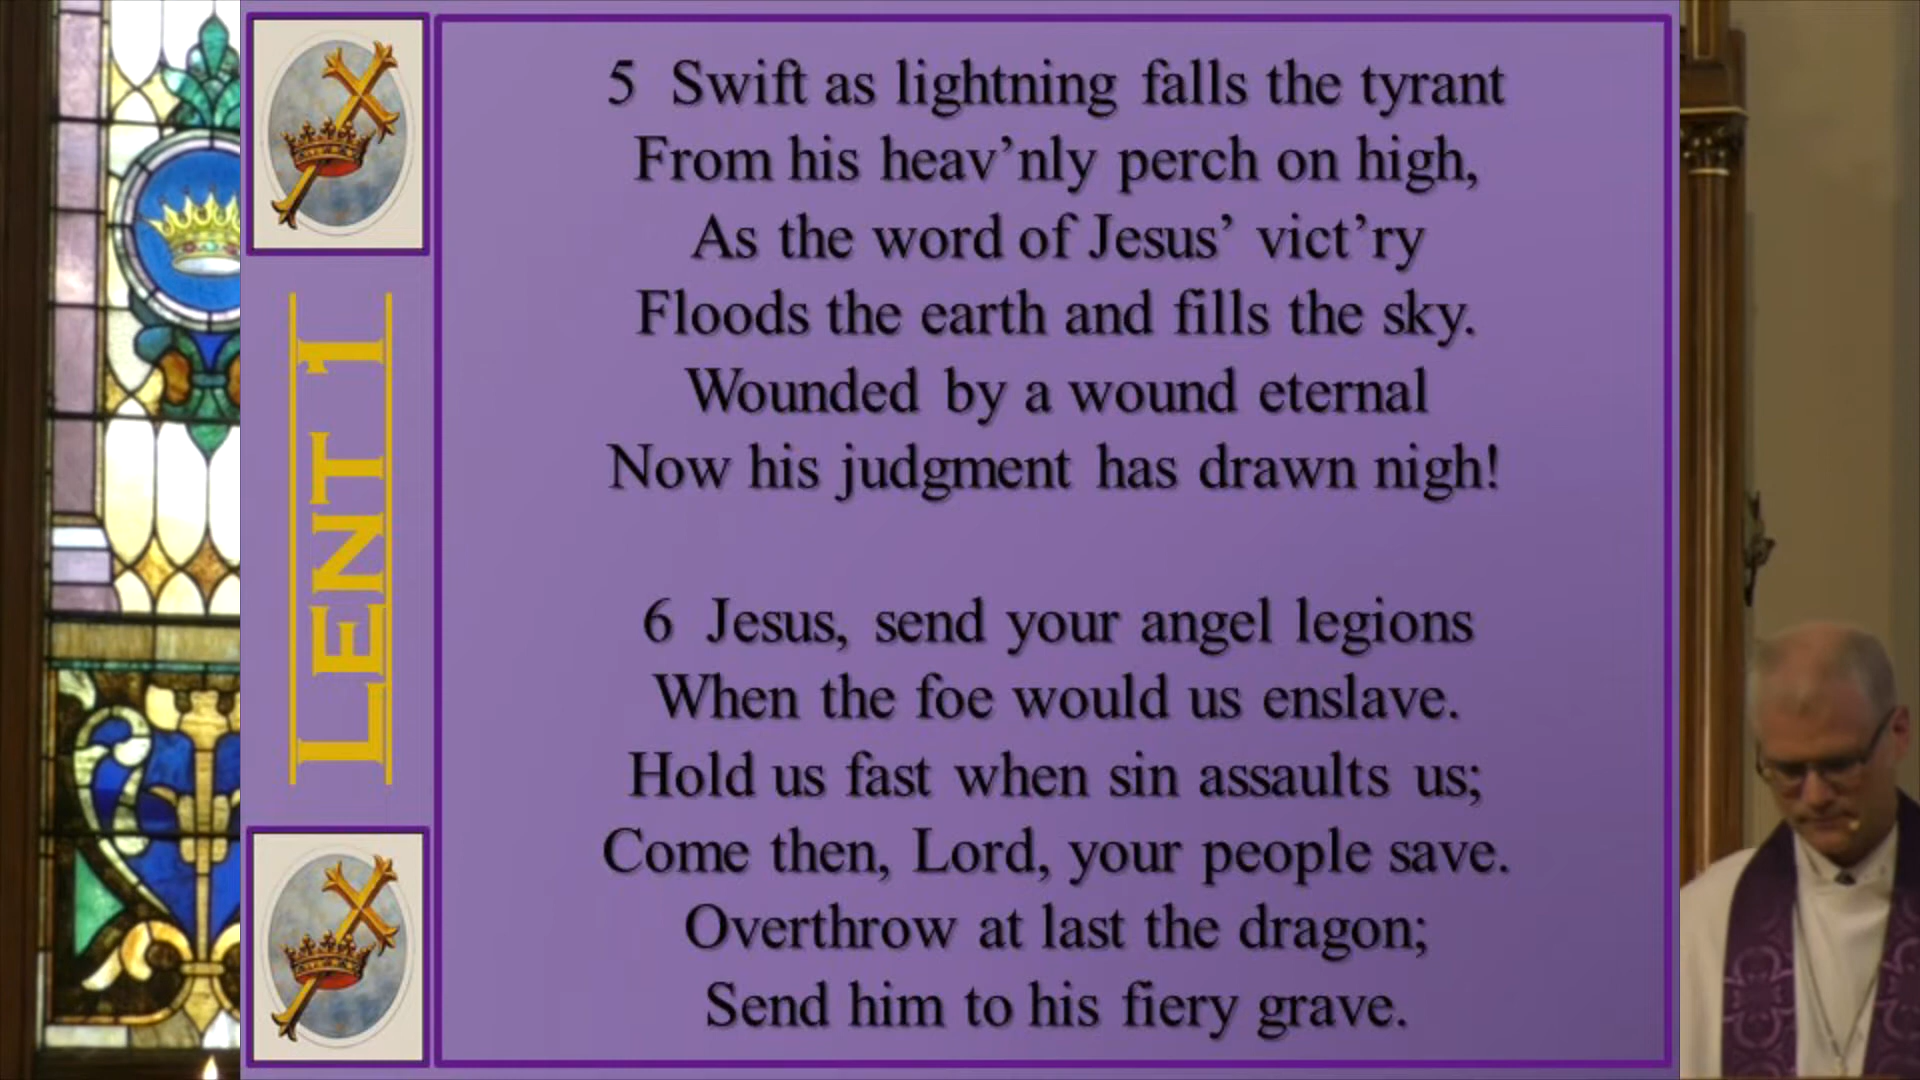 LENT 1
5 Swift as lightning falls the tyrant
From his heav’nly perch on high,
As the word of Jesus’ vict’ry
Floods the earth and fills the sky.
Wounded by a wound eternal
Now his judgment has drawn nigh!
6 Jesus, send your angel legions
When the foe would us enslave.
Hold us fast when sin assaults us;
Come then, Lord, your people save.
Overthrow at last the dragon;
Send him to his fiery grave.